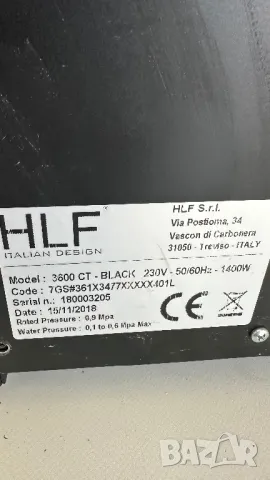 HLF
ITALIAN DESIGN
HLF S.r.l.
Via Postioma, 34
Vascon di Carbonera
31050 - Treviso - ITALY
Model : 3600 CT - BLACK 230V - 50/60Hz - 1400W
Code : 7GS#361X3477XXXXX401L
Serial n.: 180003205
Date : 15/11/2018
Rated Pressure : 0,9 Mpa
Water Pressure : 0,1 to 0,6 Mpa Max
CE
bazar.bg